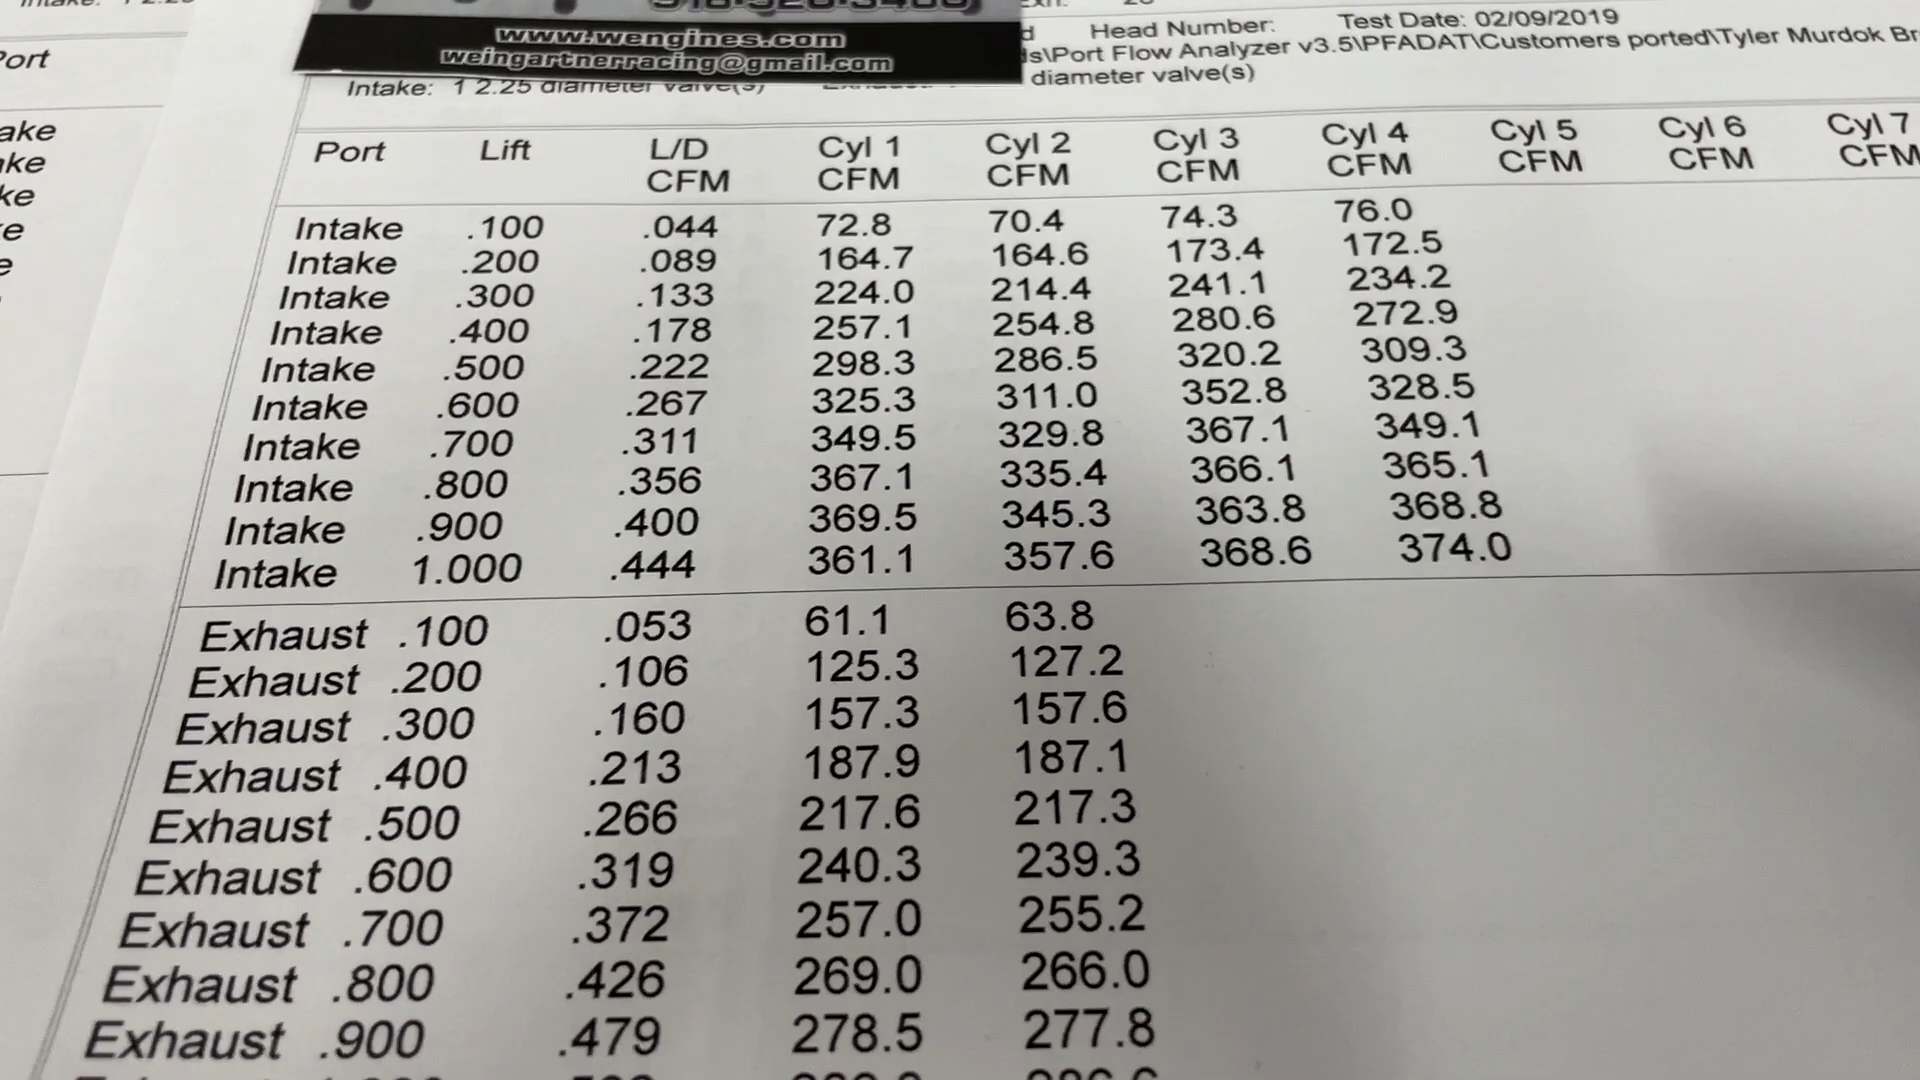 www.wengines.com
weingartnerracing@gmail.com
Head Number: Test Date: 02/09/2019
ds\Port Flow Analyzer v3.5\PFADAT\Customers ported\Tyler Murdok Br
diameter valve(s)
Intake: 1 2.25 diameter valve(s)
Port Lift L/D Cyl 1 Cyl 2 Cyl 3 Cyl 4 Cyl 5 Cyl 6 Cyl 7
CFM CFM CFM CFM CFM CFM CFM CFM
Intake .100 .044 72.8 70.4 74.3 76.0
Intake .200 .089 164.7 164.6 173.4 172.5
Intake .300 .133 224.0 214.4 241.1 234.2
Intake .400 .178 257.1 254.8 280.6 272.9
Intake .500 .222 298.3 286.5 320.2 309.3
Intake .600 .267 325.3 311.0 352.8 328.5
Intake .700 .311 349.5 329.8 367.1 349.1
Intake .800 .356 367.1 335.4 366.1 365.1
Intake .900 .400 369.5 345.3 363.8 368.8
Intake 1.000 .444 361.1 357.6 368.6 374.0
Exhaust .100 .053 61.1 63.8
Exhaust .200 .106 125.3 127.2
Exhaust .300 .160 157.3 157.6
Exhaust .400 .213 187.9 187.1
Exhaust .500 .266 217.6 217.3
Exhaust .600 .319 240.3 239.3
Exhaust .700 .372 257.0 255.2
Exhaust .800 .426 269.0 266.0
Exhaust .900 .479 278.5 277.8